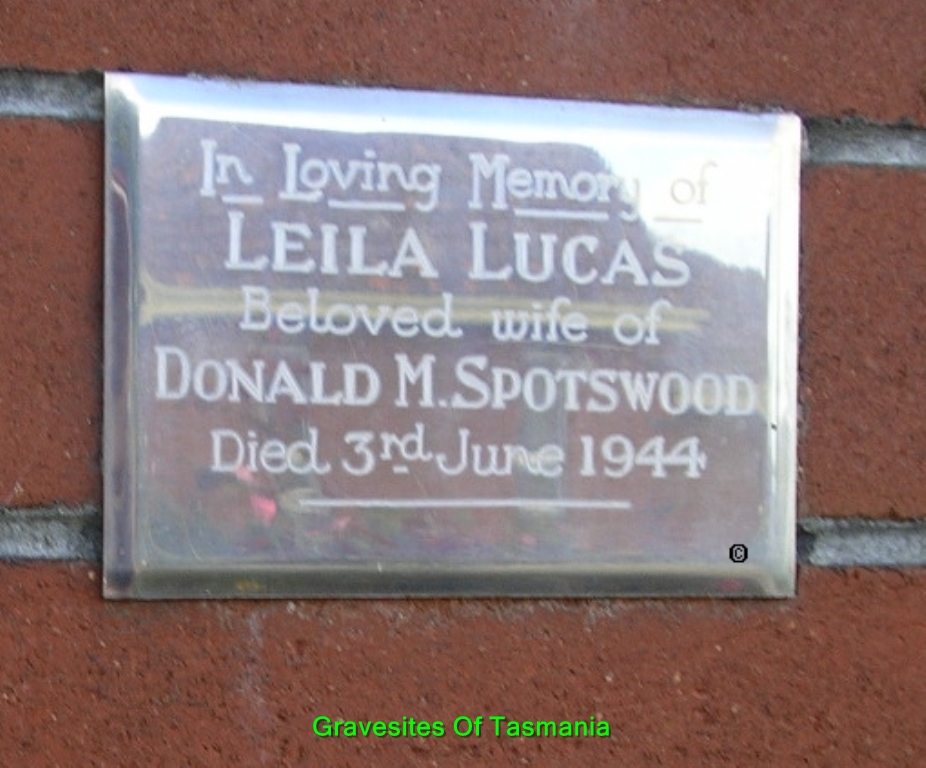 In Loving Memory of
LEILA LUCAS
Beloved wife of
DONALD M. SPOTSWOOD
Died 3rd June 1944
©
Gravesites Of Tasmania